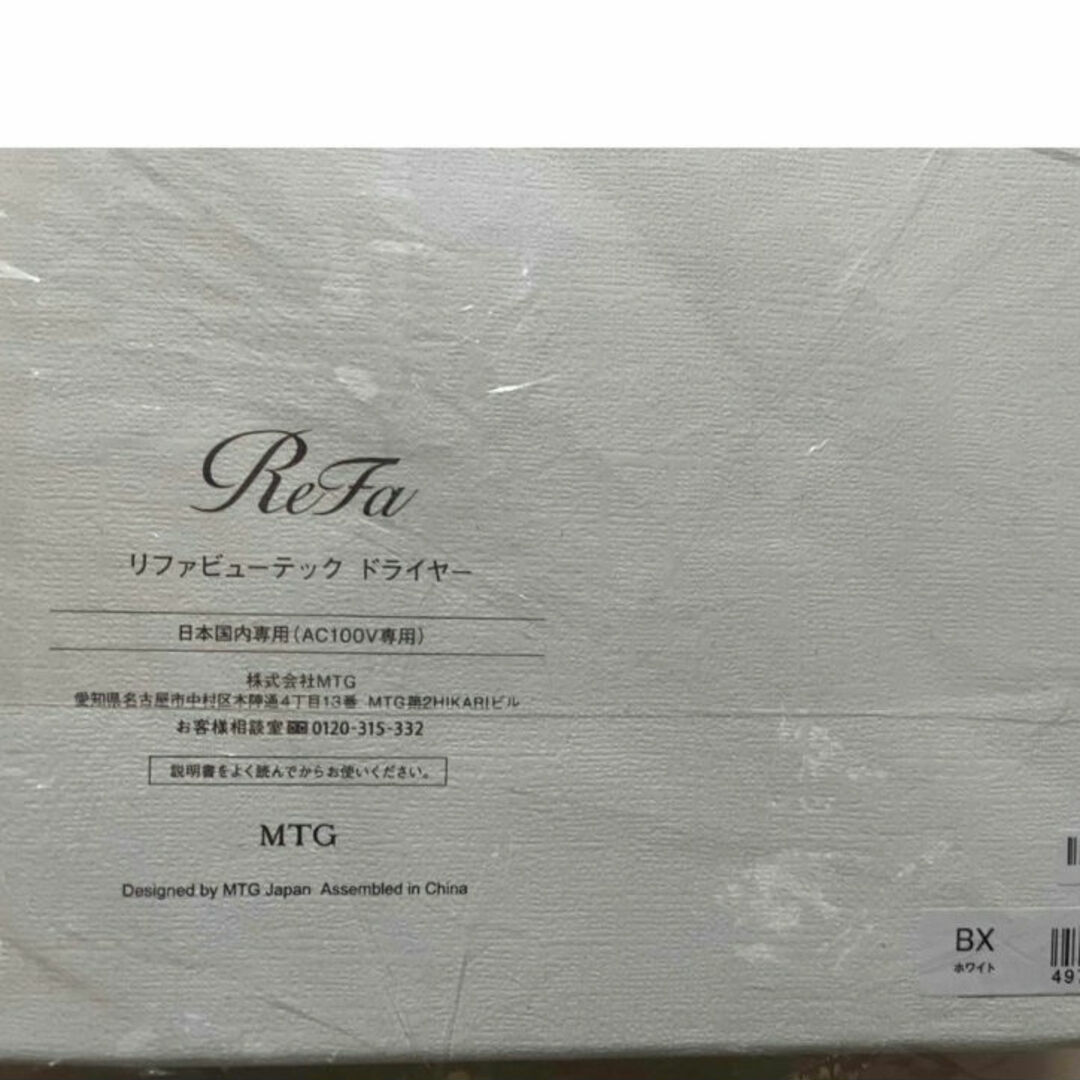 ReFa
リファビューテック ドライヤー
日本国内専用(AC100V専用)
株式会社MTG
愛知県名古屋市中村区本陣通4丁目13番 MTG第2HIKARIビル
お客様相談室 0120-315-332
説明書をよく読んでからお使いください。
MTG
Designed by MTG Japan Assembled in China
BX
ホワイト